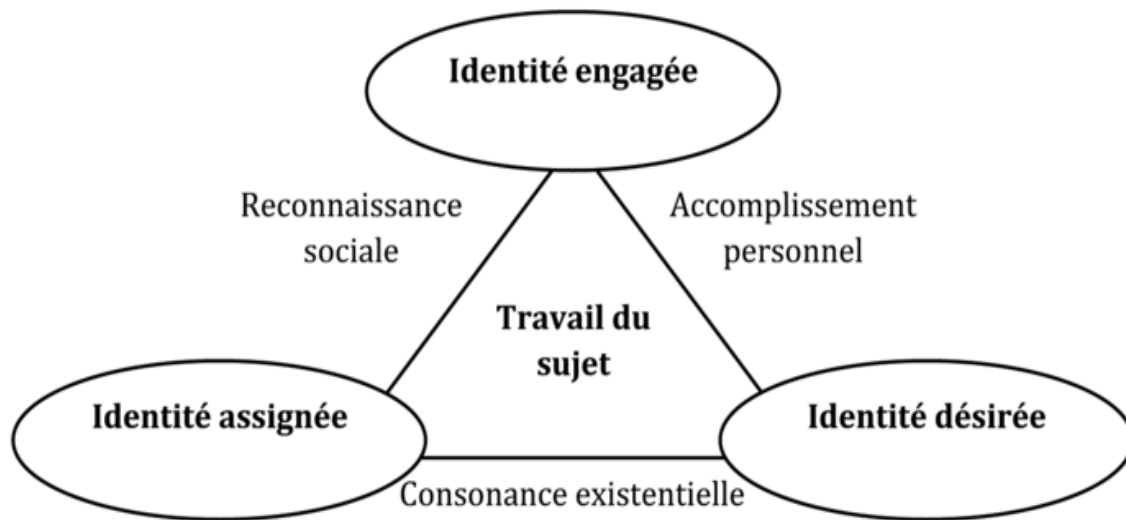 Identité engagée
Reconnaissance
sociale
Accomplissement
personnel
Travail du
sujet
Identité assignée
Identité désirée
Consonance existentielle